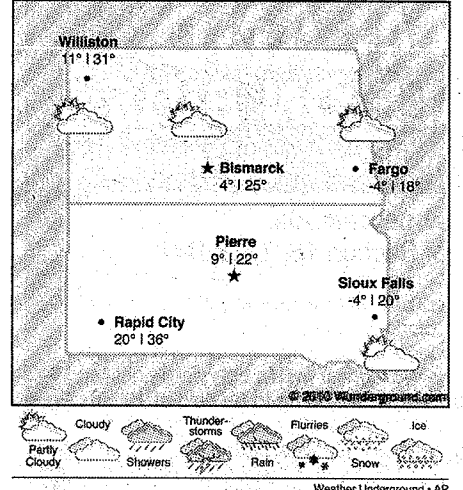 Williston
11° | 31°
Bismarck
4° | 25°
Fargo
-4° | 18°
Pierre
9° | 22°
Sioux Falls
-4° | 20°
Rapid City
20° | 36°
© 2010 Wunderground.com
Partly
Cloudy
Cloudy
Showers
Thunder-
storms
Rain
Flurries
Snow
Ice
Weather Underground • AP